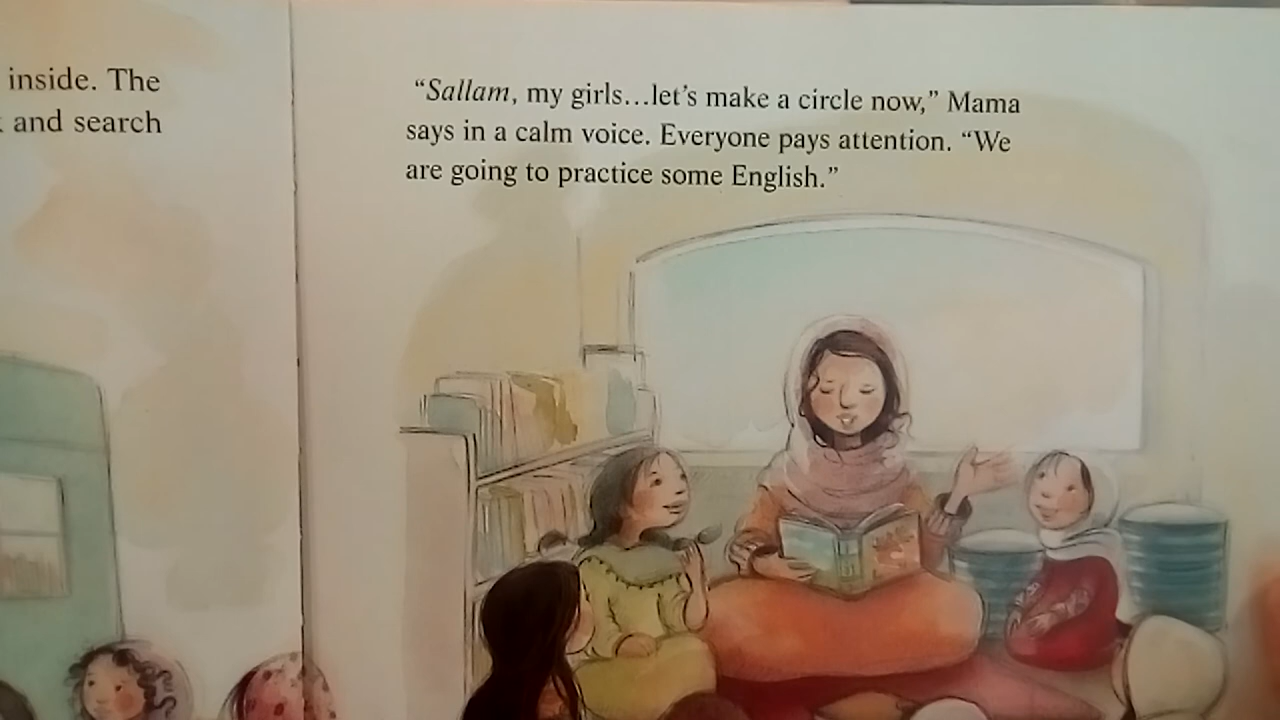 inside. The
and search
“Sallam, my girls...let’s make a circle now,” Mama
says in a calm voice. Everyone pays attention. “We
are going to practice some English.”